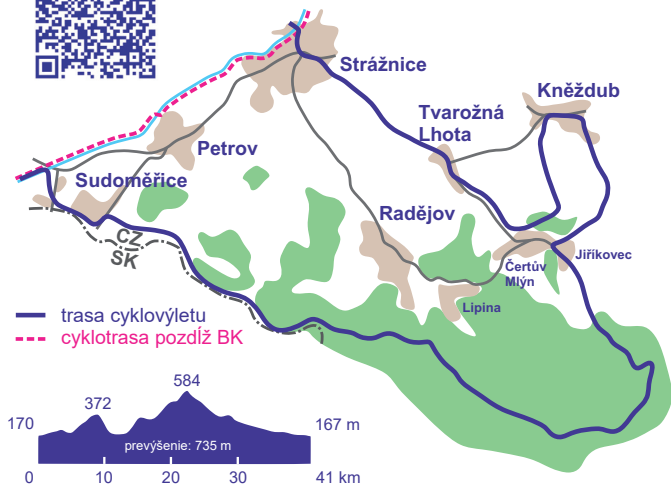 Strážnice
Kněždub
Tvarožná
Lhota
Petrov
Sudoměřice
Radějov
CZ
SK
Čertův
Mlýn
Jiříkovec
Lipina
trasa cyklovýletu
cyklotrasa pozdĺž BK
584
372
170
167 m
prevýšenie: 735 m
0 10 20 30 41 km